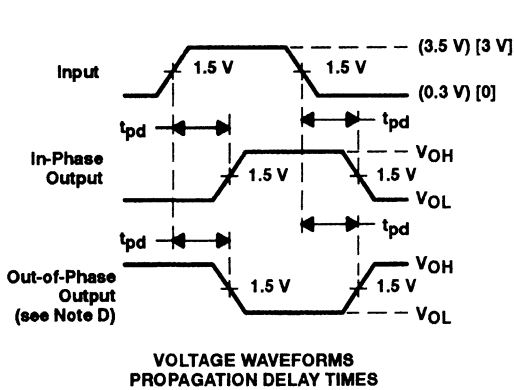 (3.5 V) [3 V]
Input
1.5 V
1.5 V
(0.3 V) [0]
tpd
tpd
In-Phase
Output
VOH
1.5 V
1.5 V
VOL
tpd
tpd
Out-of-Phase
Output
(see Note D)
VOH
1.5 V
1.5 V
VOL
VOLTAGE WAVEFORMS
PROPAGATION DELAY TIMES